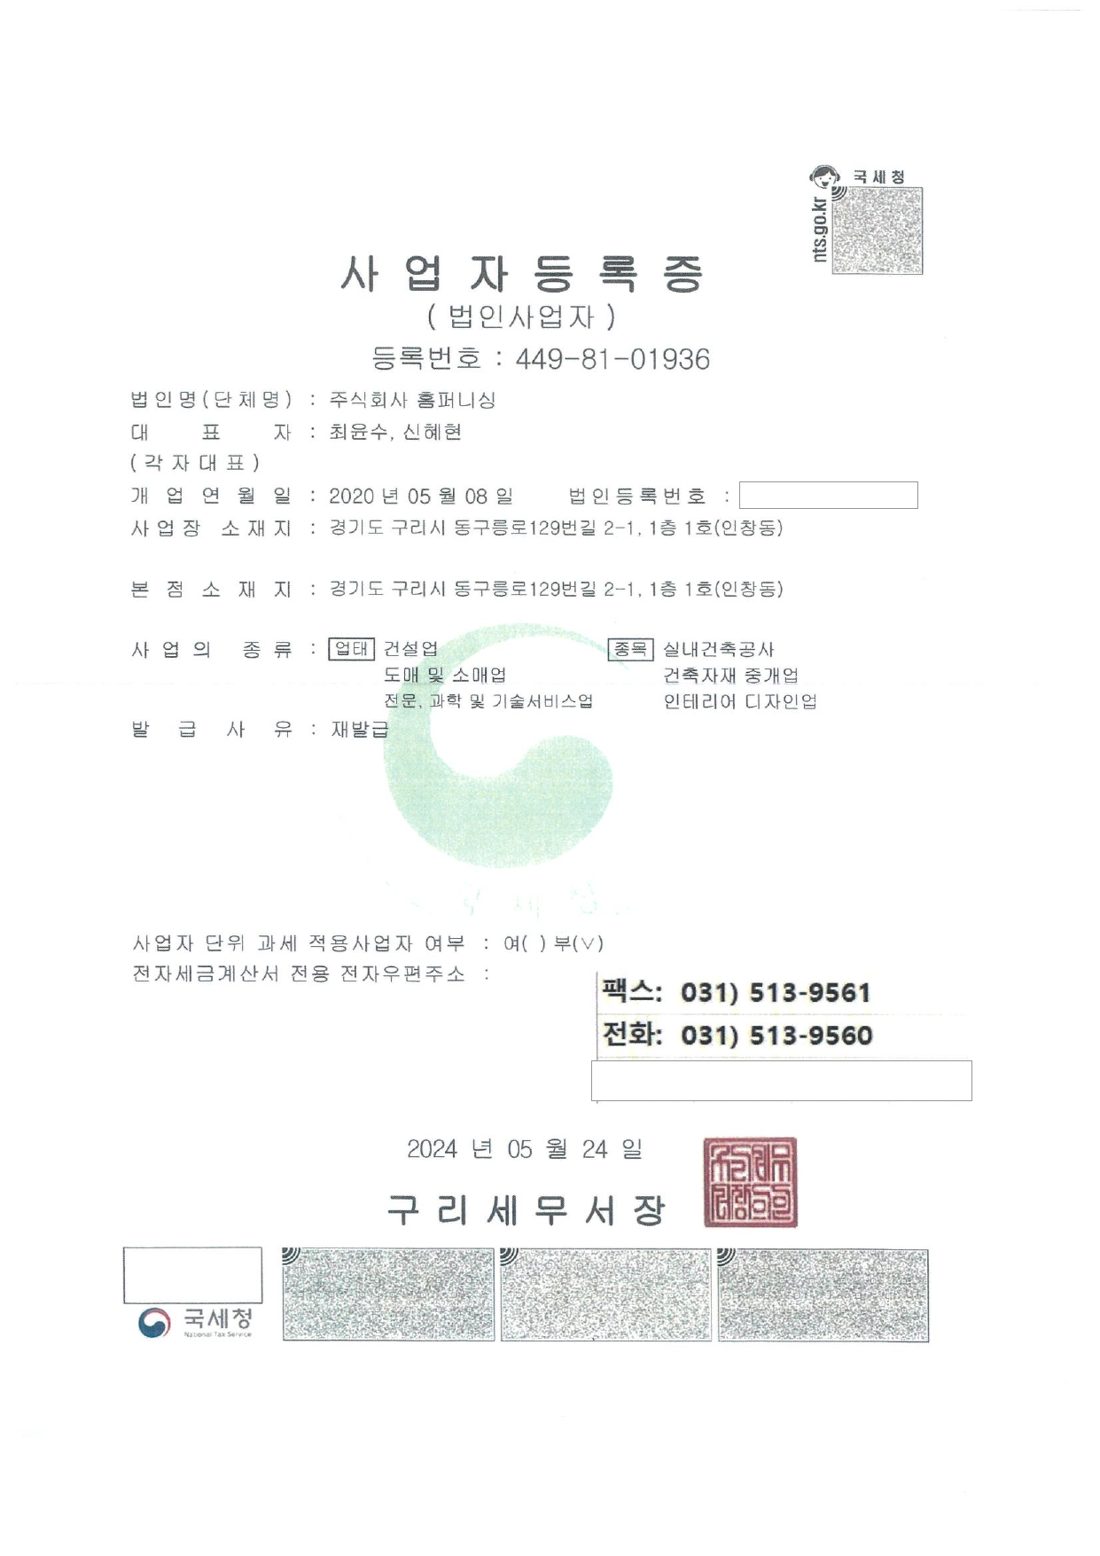 국세청
nts.go.kr
사업자등록증
(법인사업자)
등록번호 : 449-81-01936
법인명(단체명) : 주식회사 홈퍼니싱
대 표 자 : 최윤수, 신혜현
(각자대표)
개업연월일 : 2020 년 05 월 08 일 법인등록번호 :
사업장 소재지 : 경기도 구리시 동구릉로129번길 2-1, 1층 1호(인창동)
본점소재지 : 경기도 구리시 동구릉로129번길 2-1, 1층 1호(인창동)
사업의 종류 : 업태 건설업 종목 실내건축공사
도매 및 소매업 건축자재 중개업
전문, 과학 및 기술서비스업 인테리어 디자인업
발급사유 : 재발급
사업자 단위 과세 적용사업자 여부 : 여( ) 부(∨)
전자세금계산서 전용 전자우편주소 :
팩스: 031) 513-9561
전화: 031) 513-9560
2024 년 05 월 24 일
구리세무서장
국세청
National Tax Service